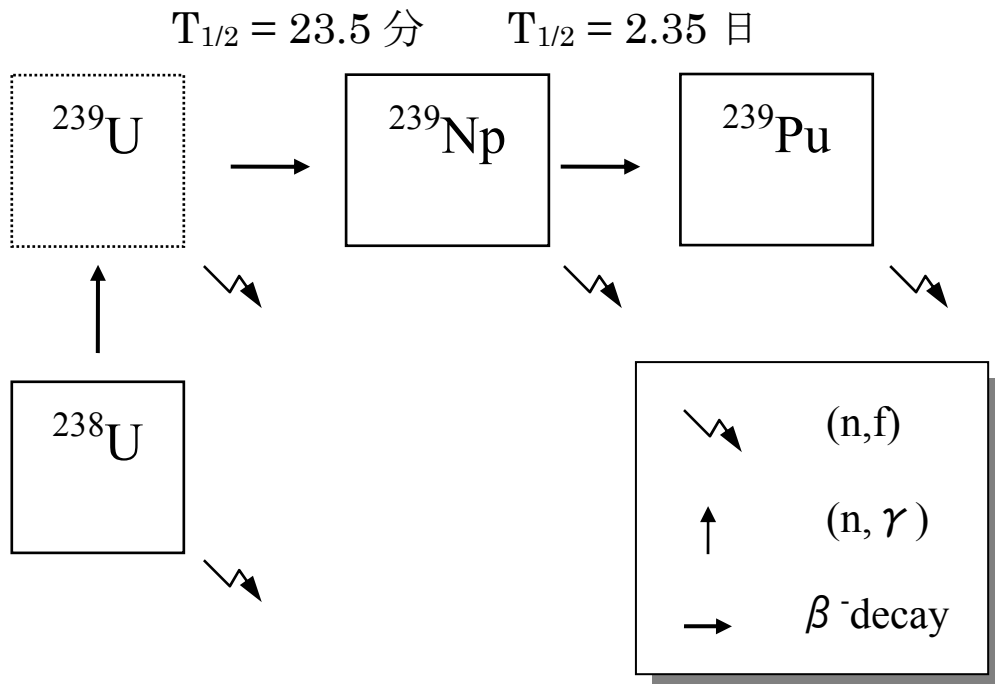 T1/2 = 23.5 分 T1/2 = 2.35 日
239U 239Np 239Pu
238U
(n,f)
(n, γ)
β-decay